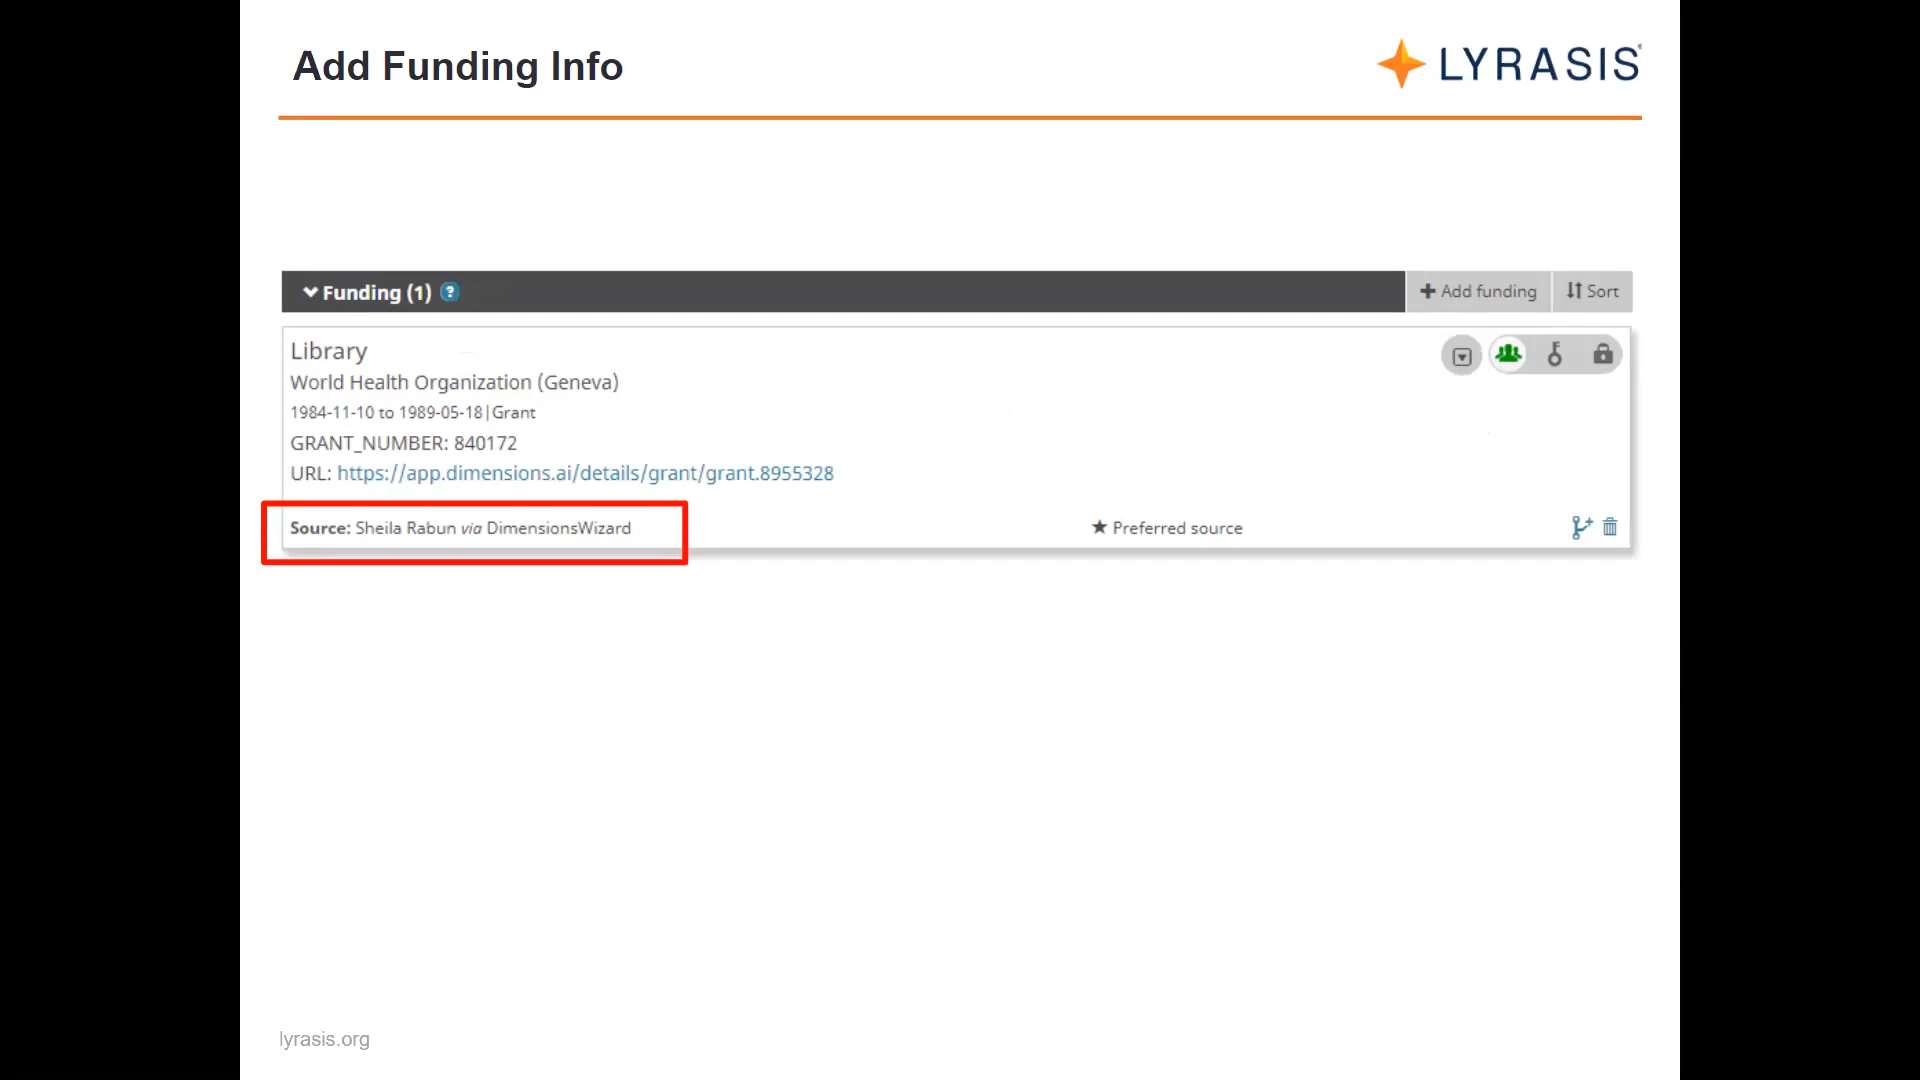 Add Funding Info
LYRASIS
Funding (1) ?
Add funding
Sort
Library
World Health Organization (Geneva)
1984-11-10 to 1989-05-18|Grant
GRANT_NUMBER: 840172
URL: https://app.dimensions.ai/details/grant/grant.8955328
Source: Sheila Rabun via DimensionsWizard
Preferred source
lyrasis.org